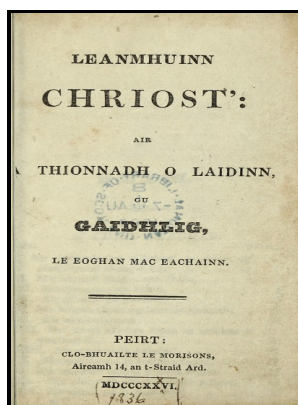 LEANMHUINN
CHRIOST':
AIR
THIONNADH O LAIDINN,
GU
GAIDHLIG,
LE EOGHAN MAC EACHAINN.
PEIRT:
CLO-BHUAILTE LE MORISONS,
Aireamh 14, an t-Straid Ard.
MDCCCXXVI.
1836